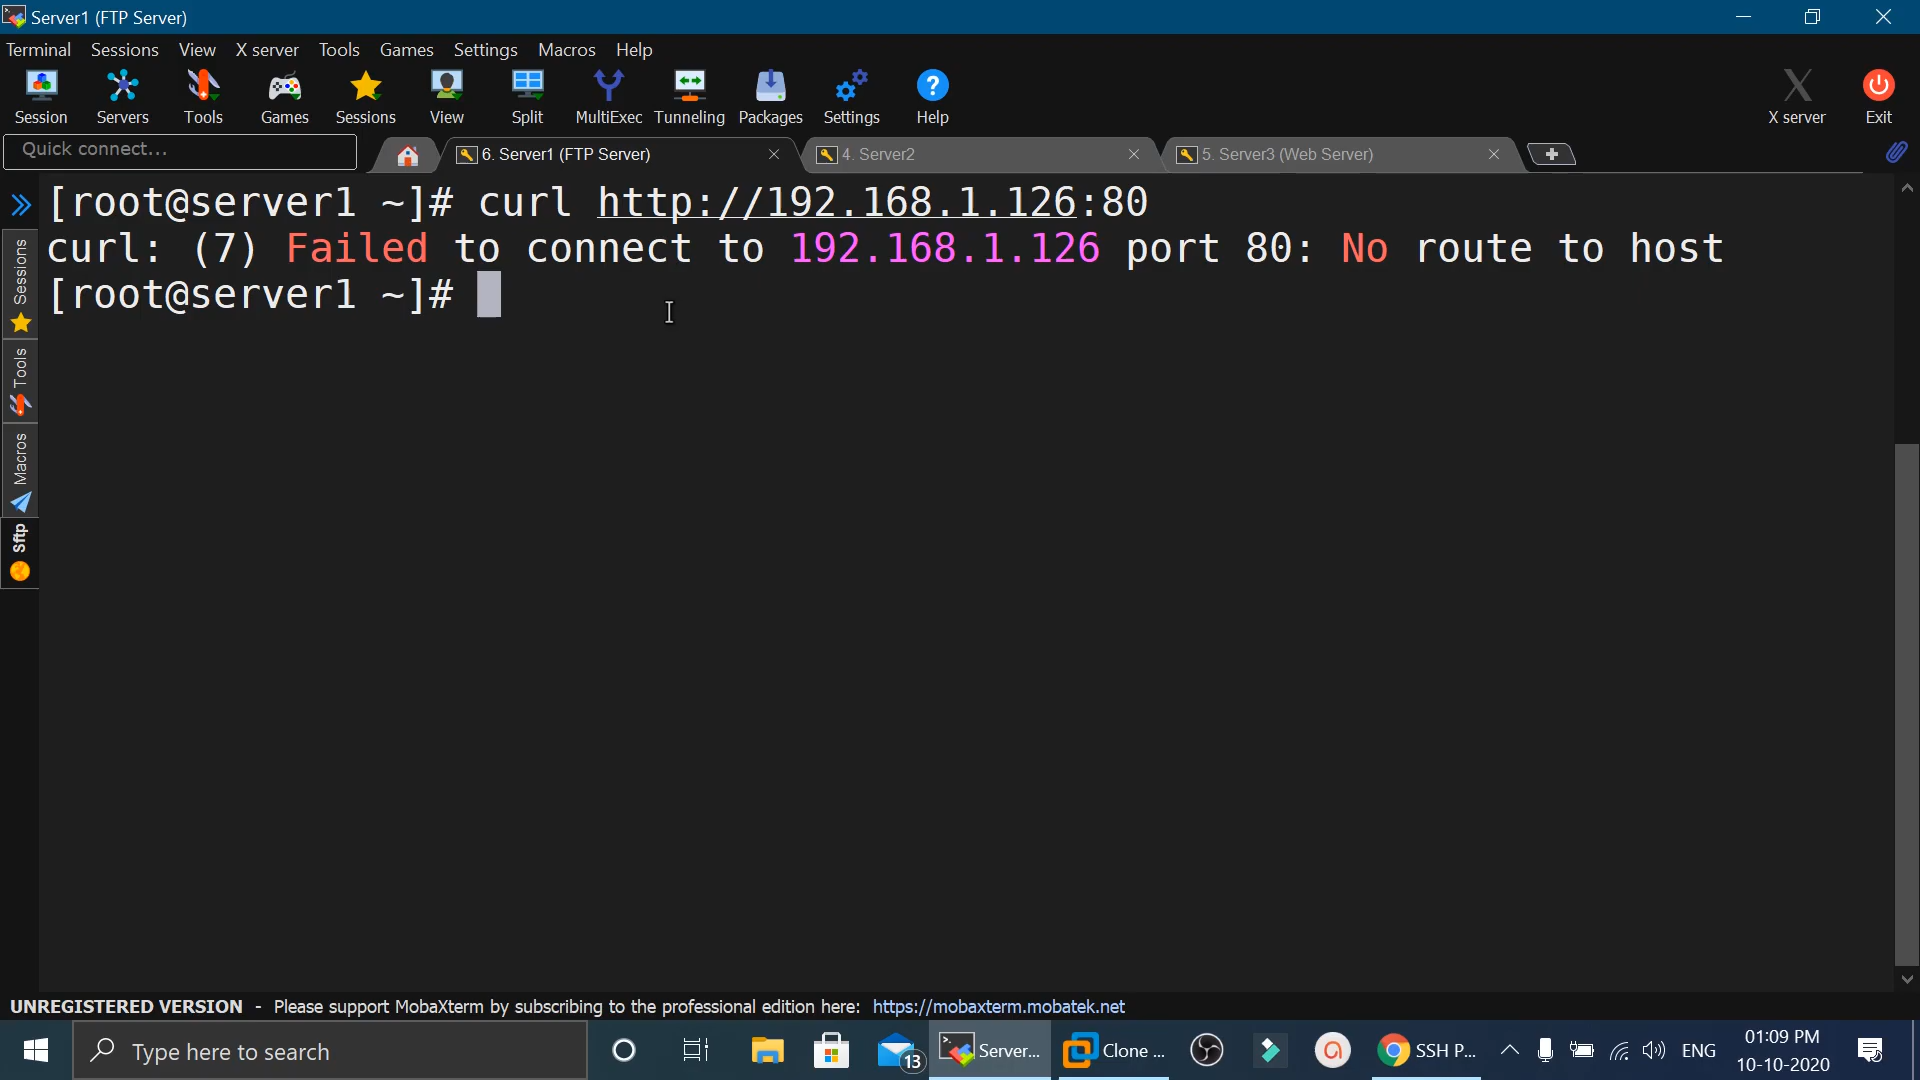 Server1 (FTP Server)
Terminal Sessions View X server Tools Games Settings Macros Help
Session Servers Tools Games Sessions View Split MultiExec Tunneling Packages Settings Help X server Exit
Quick connect... 6. Server1 (FTP Server) 4. Server2 5. Server3 (Web Server)
[root@server1 ~]# curl http://192.168.1.126:80
curl: (7) Failed to connect to 192.168.1.126 port 80: No route to host
[root@server1 ~]#
Sessions
Tools
Macros
Sftp
UNREGISTERED VERSION - Please support MobaXterm by subscribing to the professional edition here: https://mobaxterm.mobatek.net
Type here to search 13 Server... Clone ... SSH P... ENG 01:09 PM
10-10-2020